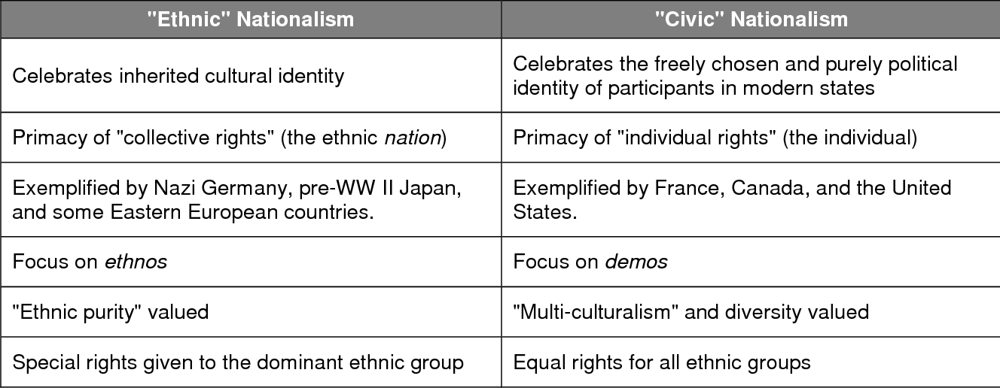 "Ethnic" Nationalism
"Civic" Nationalism
Celebrates inherited cultural identity
Celebrates the freely chosen and purely political
identity of participants in modern states
Primacy of "collective rights" (the ethnic nation)
Primacy of "individual rights" (the individual)
Exemplified by Nazi Germany, pre-WW II Japan,
and some Eastern European countries.
Exemplified by France, Canada, and the United
States.
Focus on ethnos
Focus on demos
"Ethnic purity" valued
"Multi-culturalism" and diversity valued
Special rights given to the dominant ethnic group
Equal rights for all ethnic groups